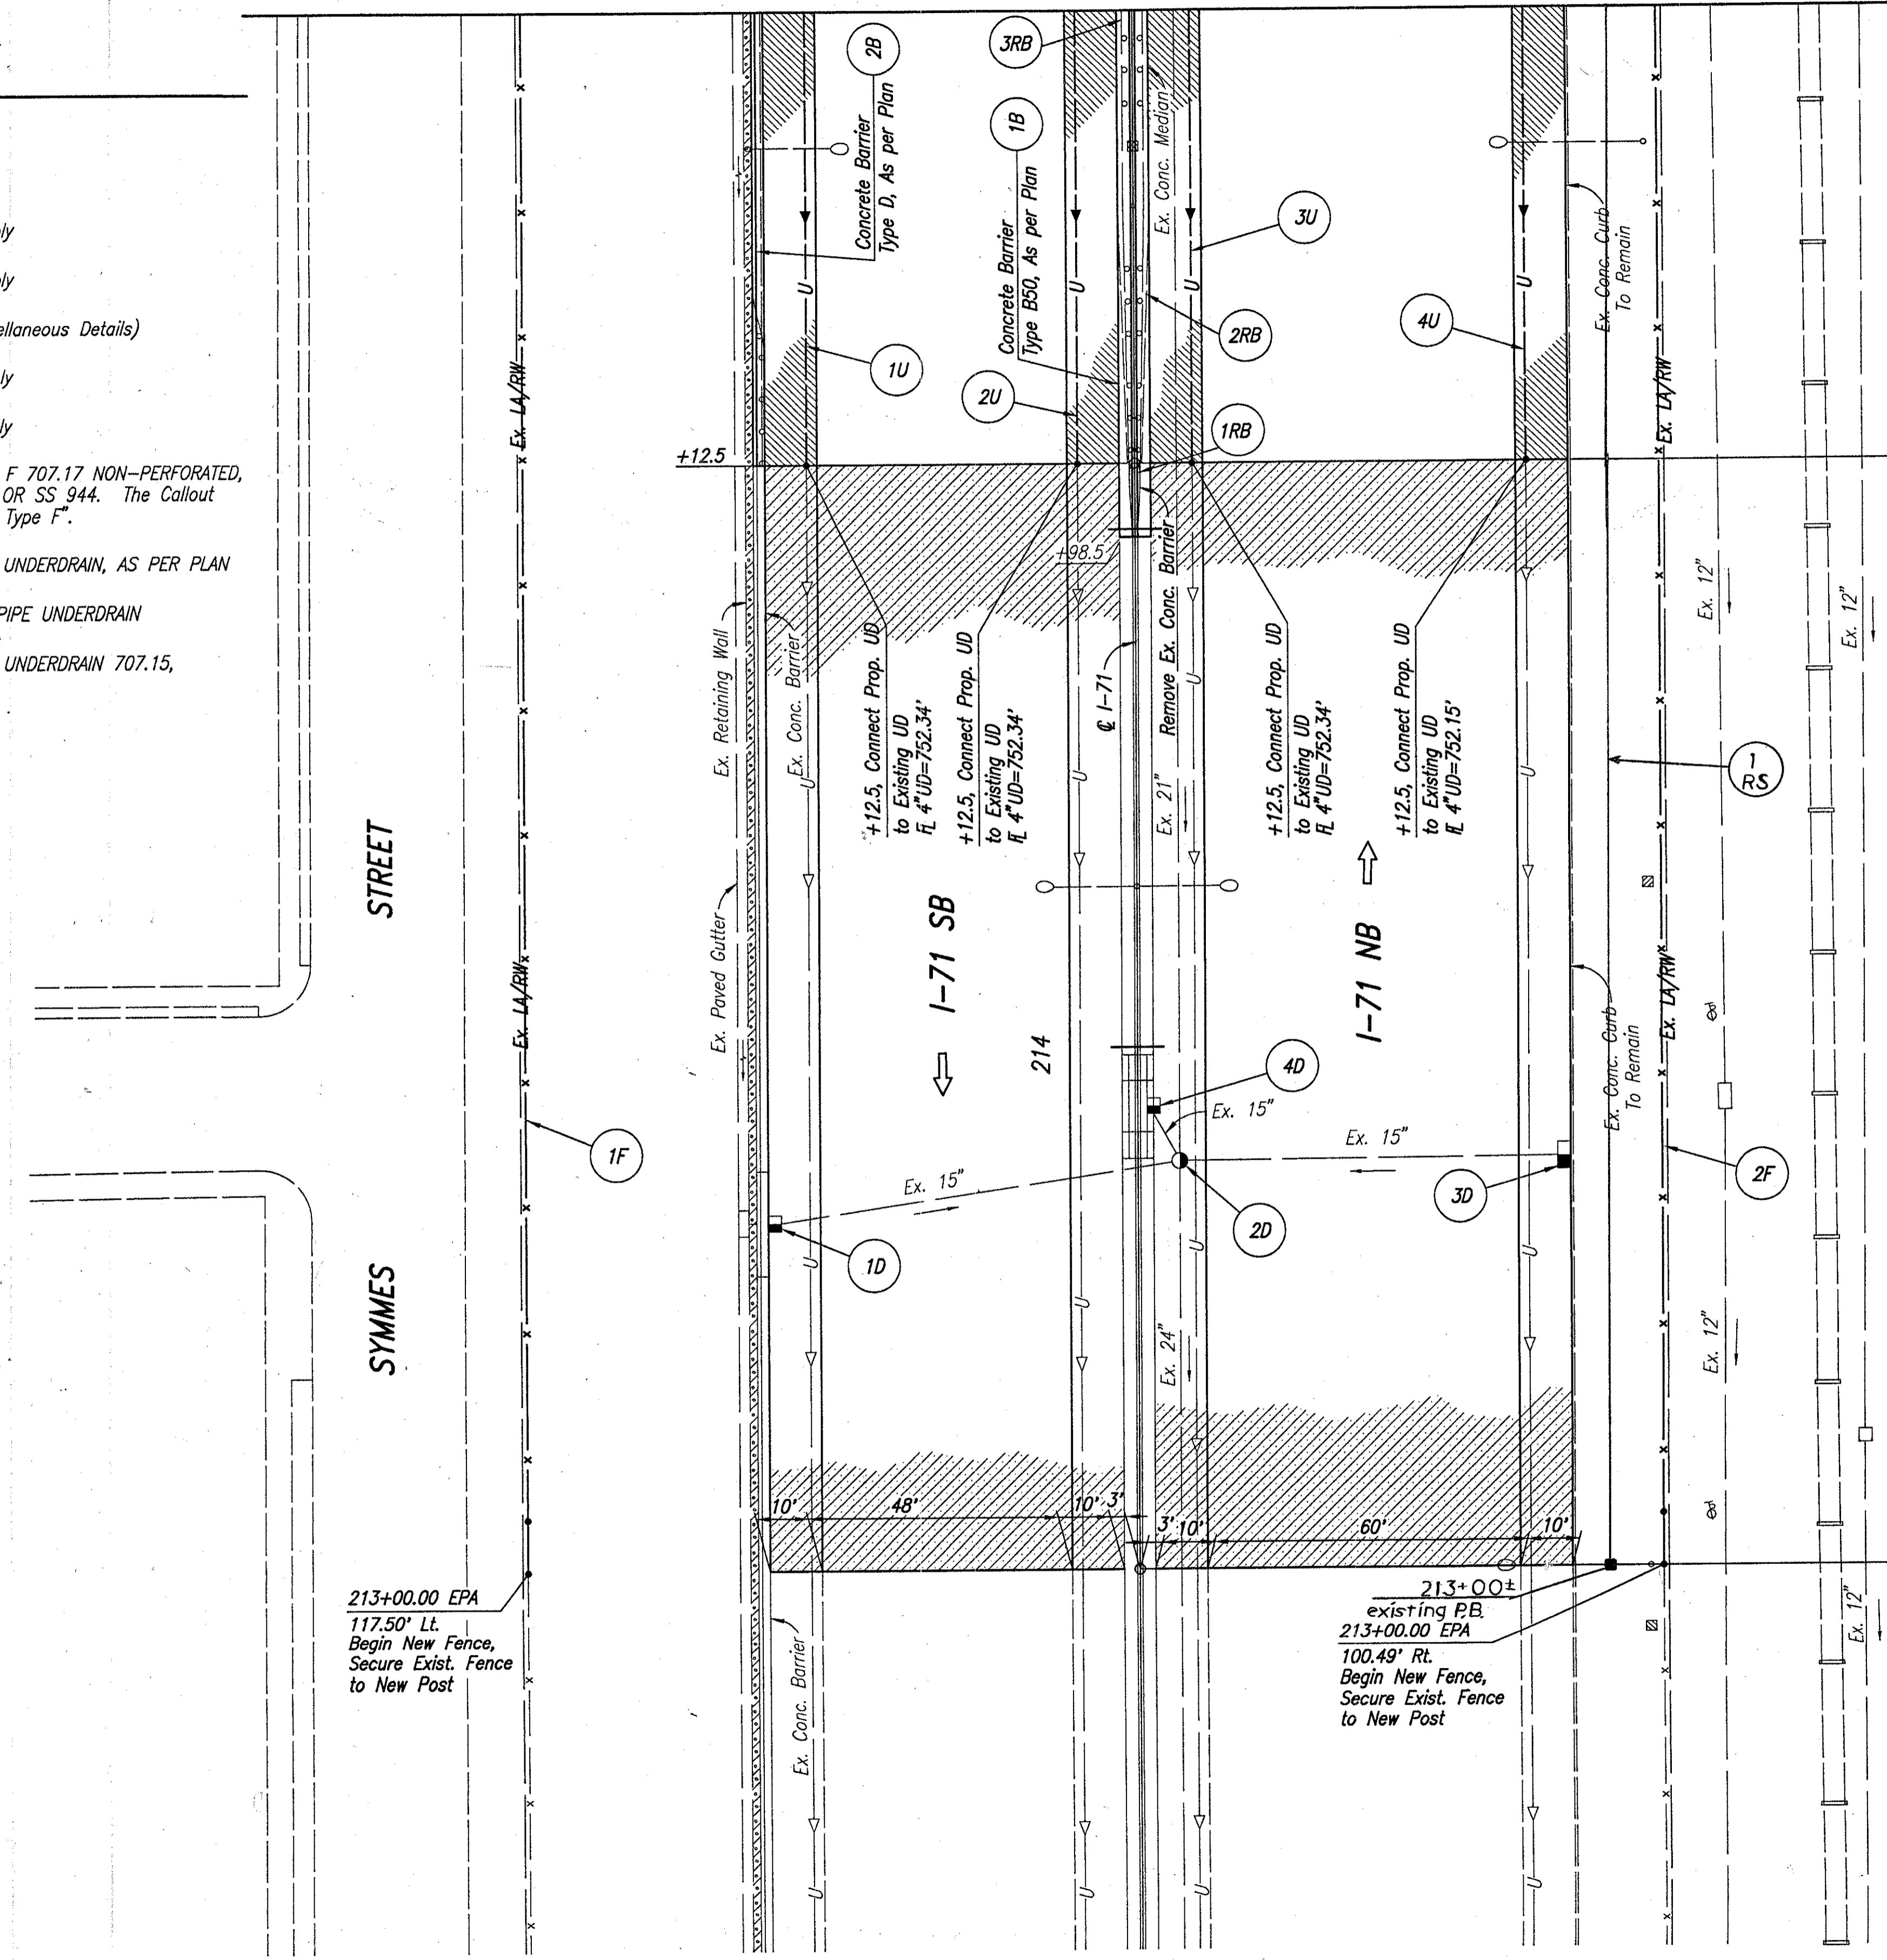 ly
ly
ellaneous Details)
ly
ly
F 707.17 NON-PERFORATED,
OR SS 944. The Callout
Type F".
UNDERDRAIN, AS PER PLAN
PIPE UNDERDRAIN
UNDERDRAIN 707.15,
STREET
SYMMES
Ex. LA/RW
Ex. LA/RW
1F
213+00.00 EPA
117.50' Lt.
Begin New Fence,
Secure Exist. Fence
to New Post
+12.5
Ex. Retaining Wall
Ex. Conc. Barrier
Ex. Paved Gutter
2B
Concrete Barrier
Type D, As per Plan
U
1U
3RB
1B
Concrete Barrier
Type B50, As per Plan
U
2U
Ex. Conc. Median
U
3U
2RB
1RB
4U
U
Ex. Conc. Curb
To Remain
Ex. LA/RW
+98.5
+12.5, Connect Prop. UD
to Existing UD
FL 4"UD=752.34'
+12.5, Connect Prop. UD
to Existing UD
FL 4"UD=752.34'
CL I-71
Remove Ex. Conc. Barrier
Ex. 21"
+12.5, Connect Prop. UD
to Existing UD
FL 4"UD=752.34'
+12.5, Connect Prop. UD
to Existing UD
FL 4"UD=752.15'
U
U
U
U
1
RS
Ex. 12"
Ex. 12"
I-71 SB
214
I-71 NB
Ex. LA/RW
Ex. Conc. Curb
To Remain
4D
Ex. 15"
Ex. 15"
Ex. 15"
1D
2D
3D
2F
U
U
U
U
Ex. 24"
Ex. 12"
10'
48'
10'
3'
3'
10'
60'
10'
213+00±
existing P.B.
213+00.00 EPA
100.49' Rt.
Begin New Fence,
Secure Exist. Fence
to New Post
Ex. Conc. Barrier
Ex. 12"
U
U
U
U